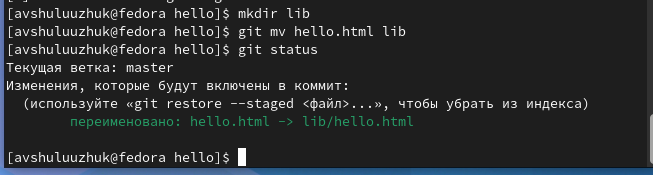 [avshuluuzhuk@fedora hello]$ mkdir lib
[avshuluuzhuk@fedora hello]$ git mv hello.html lib
[avshuluuzhuk@fedora hello]$ git status
Текущая ветка: master
Изменения, которые будут включены в коммит:
  (используйте «git restore --staged <файл>...», чтобы убрать из индекса)
        переименовано: hello.html -> lib/hello.html
[avshuluuzhuk@fedora hello]$